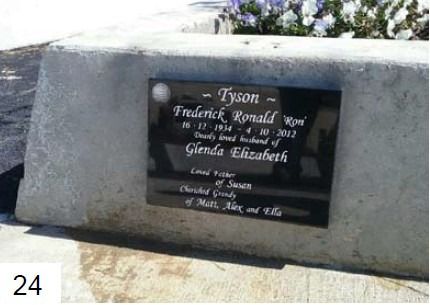 ~ Tyson ~
Frederick Ronald 'Ron'
16 · 12 · 1934 - 4 · 10 · 2012
Dearly loved husband of
Glenda Elizabeth
Loved Father
of Susan
Cherished Grandy
of Matt, Alex and Ella
24